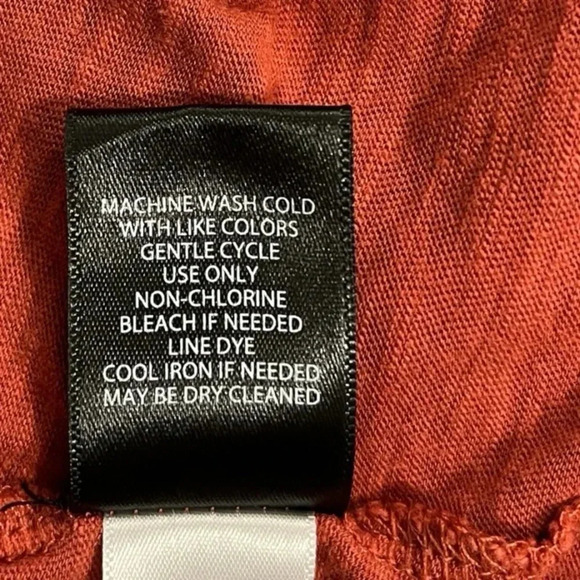 MACHINE WASH COLD
WITH LIKE COLORS
GENTLE CYCLE
USE ONLY
NON-CHLORINE
BLEACH IF NEEDED
LINE DYE
COOL IRON IF NEEDED
MAY BE DRY CLEANED